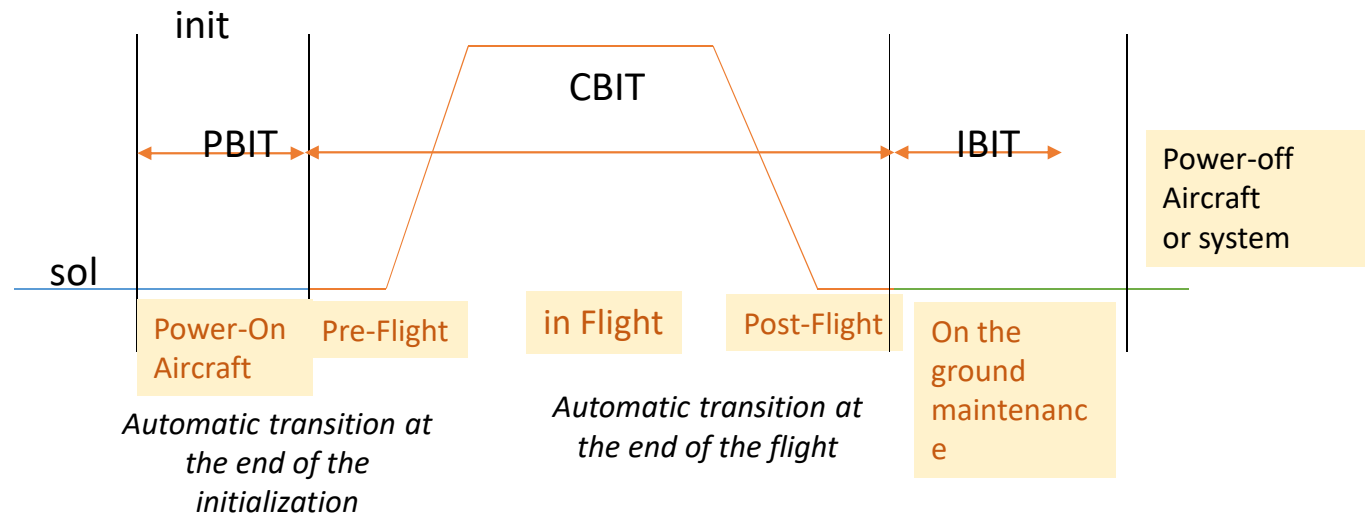 init
CBIT
PBIT
IBIT
Power-off
Aircraft
or system
sol
Power-On
Aircraft
Pre-Flight
in Flight
Post-Flight
On the
ground
maintenanc
e
Automatic transition at
the end of the
initialization
Automatic transition at
the end of the flight